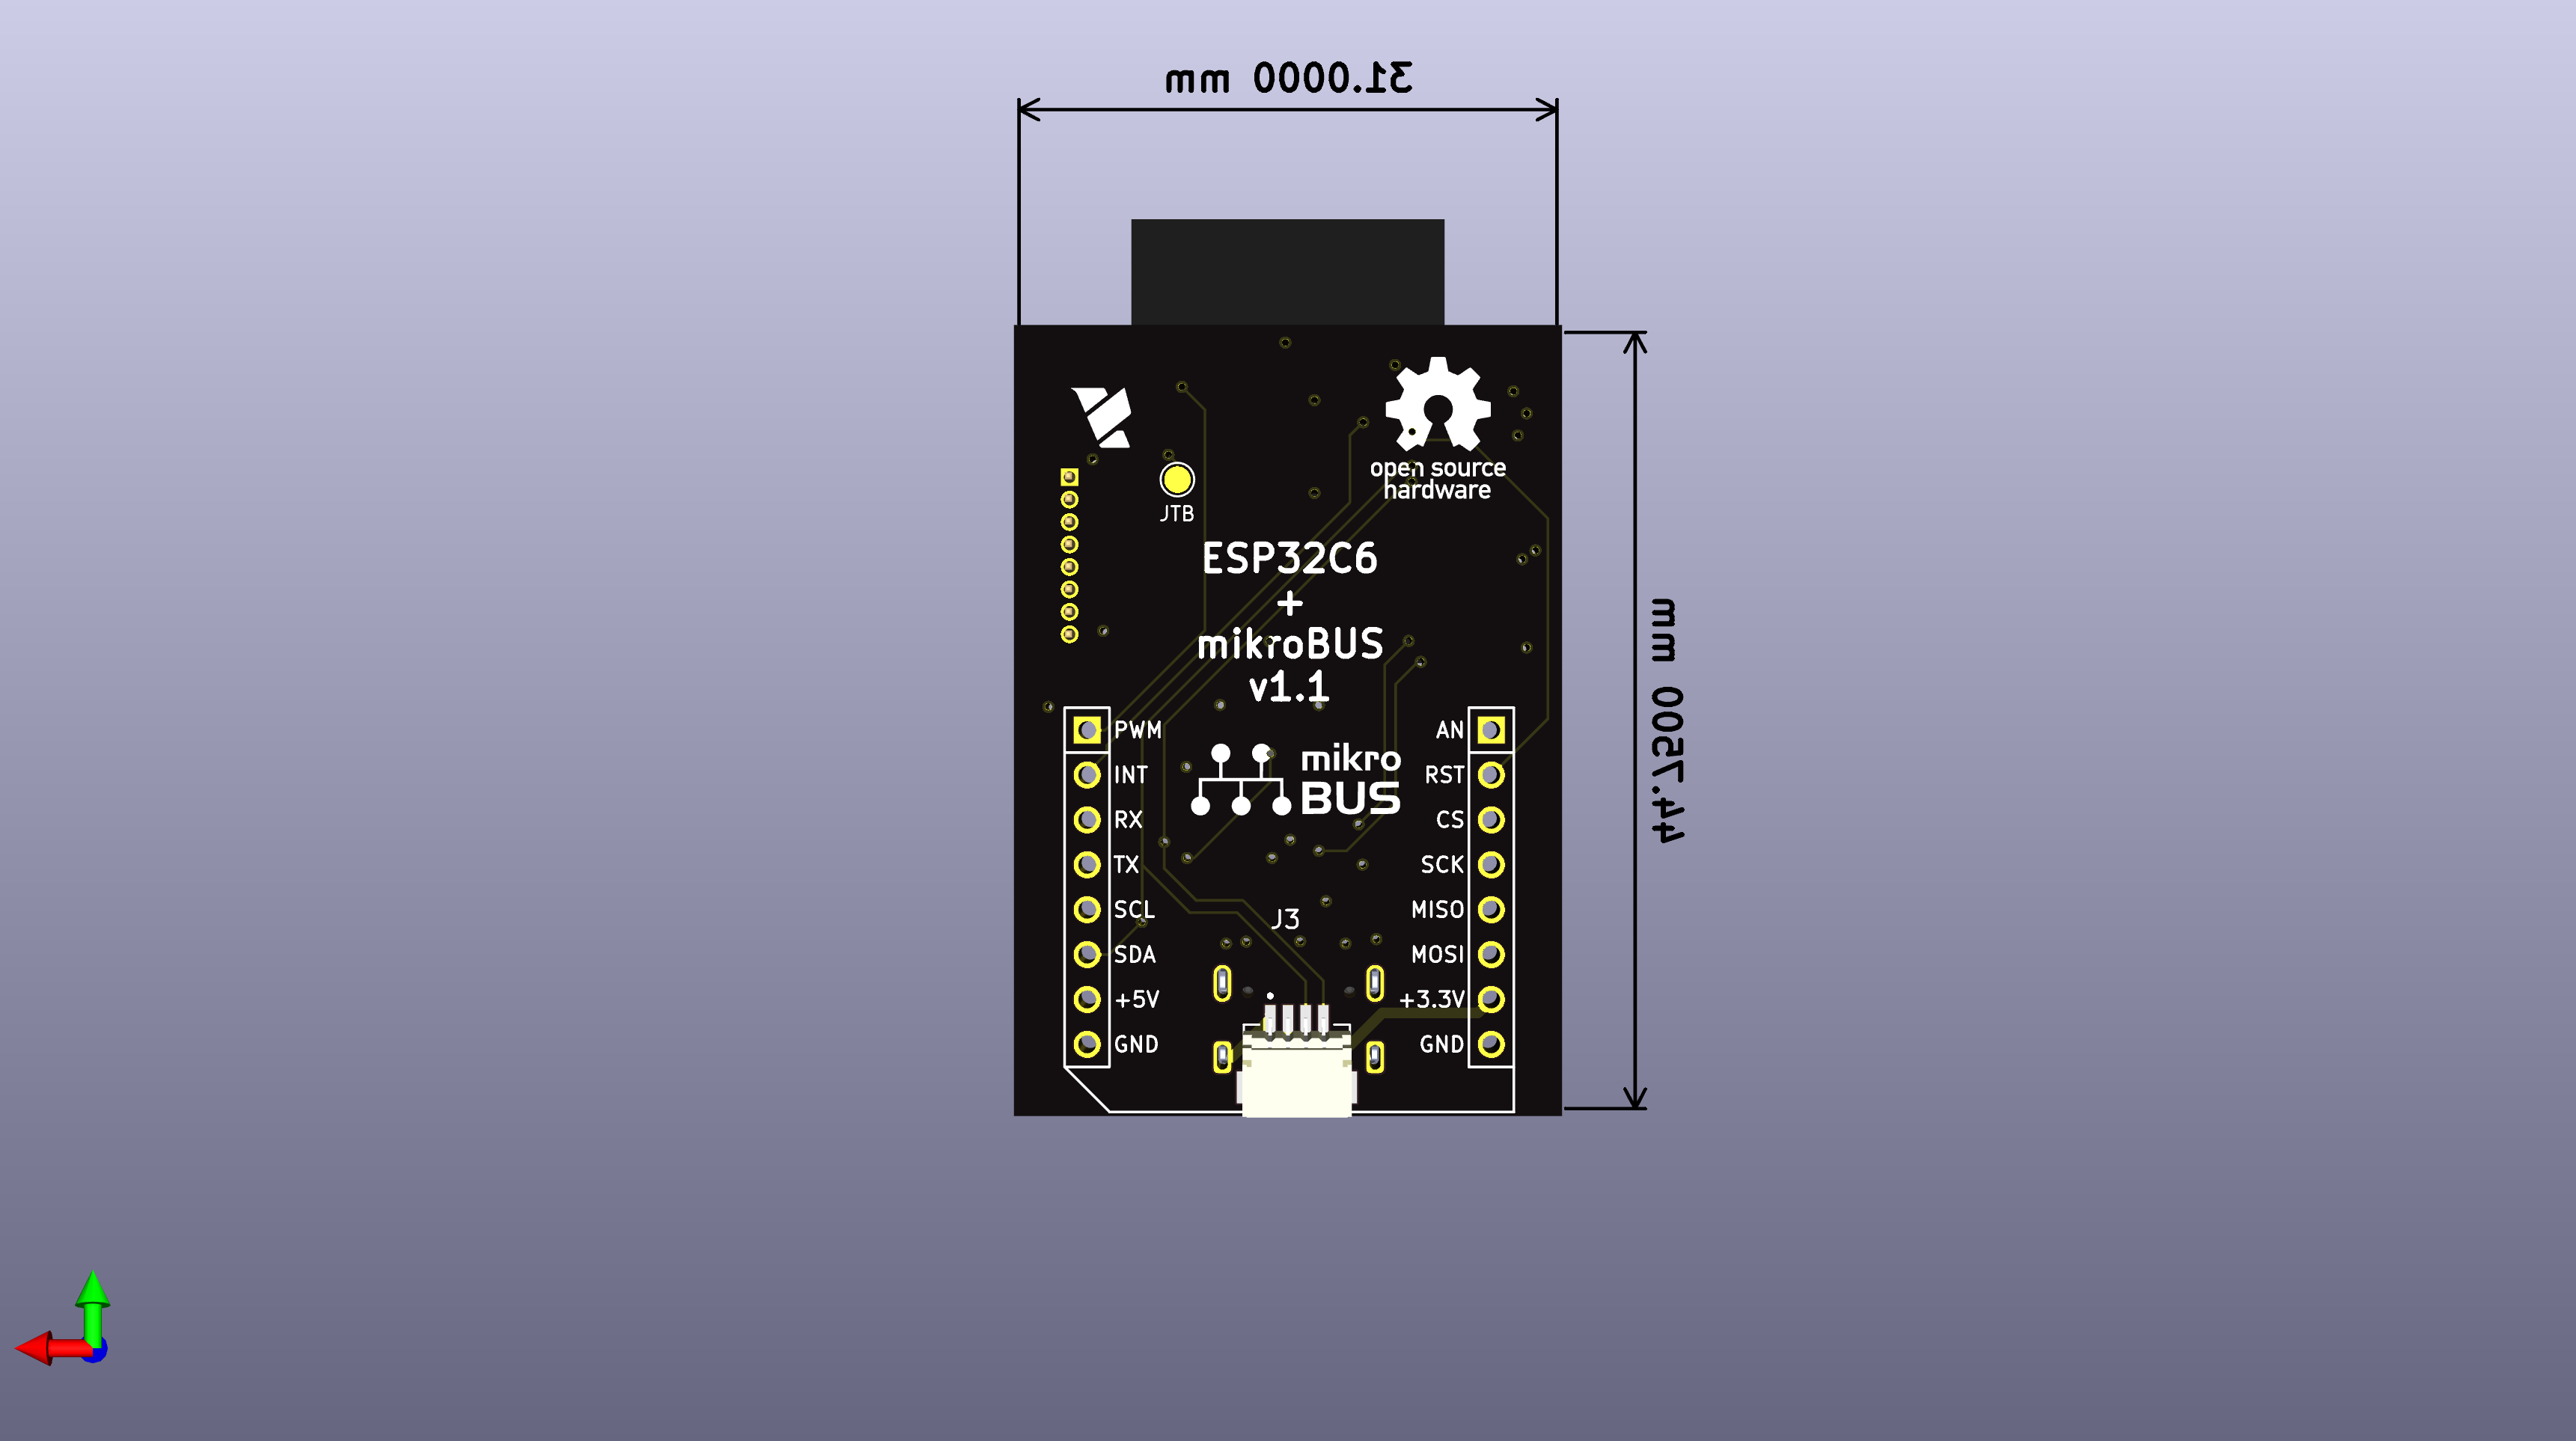 31.0000 mm
open source
hardware
JTB
ESP32C6
+
mikroBUS
v1.1
44.7500 mm
PWM
INT
RX
TX
SCL
SDA
+5V
GND
mikro
BUS
AN
RST
CS
SCK
MISO
MOSI
+3.3V
GND
J3